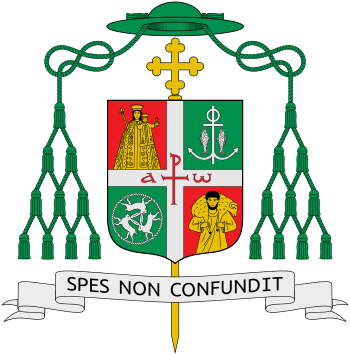 α ω
SPES NON CONFUNDIT